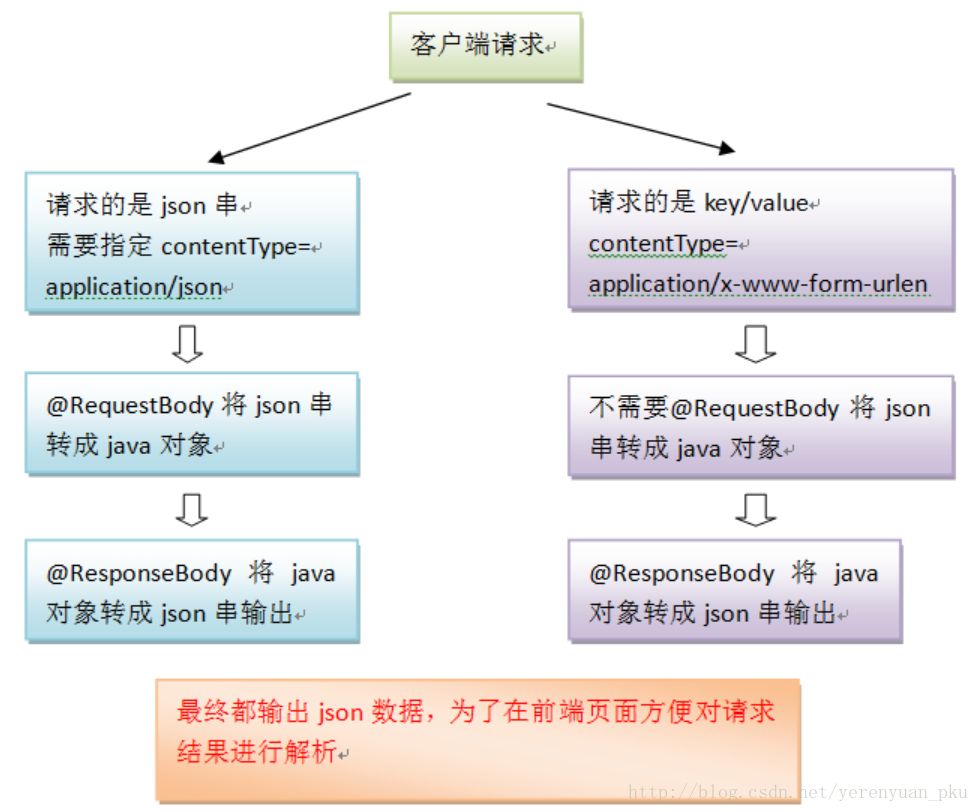 客户端请求
请求的是 json 串
需要指定 contentType=
application/json
@RequestBody 将 json 串
转成 java 对象
@ResponseBody 将 java
对象转成 json 串输出
请求的是 key/value
contentType=
application/x-www-form-urlen
不需要@RequestBody 将 json
串转成 java 对象
@ResponseBody 将 java
对象转成 json 串输出
最终都输出 json 数据，为了在前端页面方便对请求
结果进行解析
http://blog.csdn.net/yerenyuan_pku